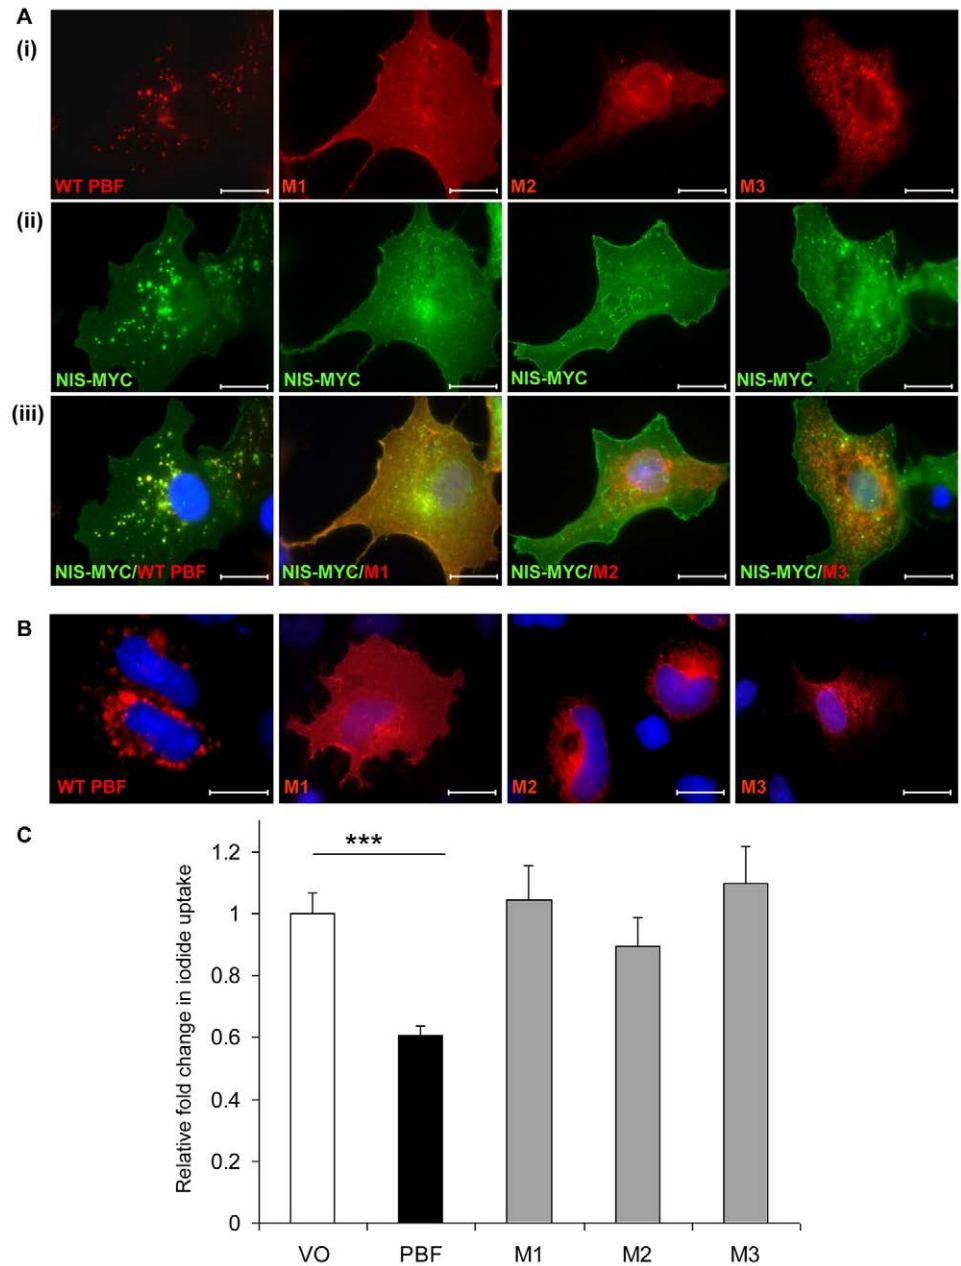 A
(i)
WT PBF
M1
M2
M3
(ii)
NIS-MYC
NIS-MYC
NIS-MYC
NIS-MYC
(iii)
NIS-MYC/WT PBF
NIS-MYC/M1
NIS-MYC/M2
NIS-MYC/M3
B
WT PBF
M1
M2
M3
C
***
Relative fold change in iodide uptake
1.2
1
0.8
0.6
0.4
0.2
0
VO
PBF
M1
M2
M3